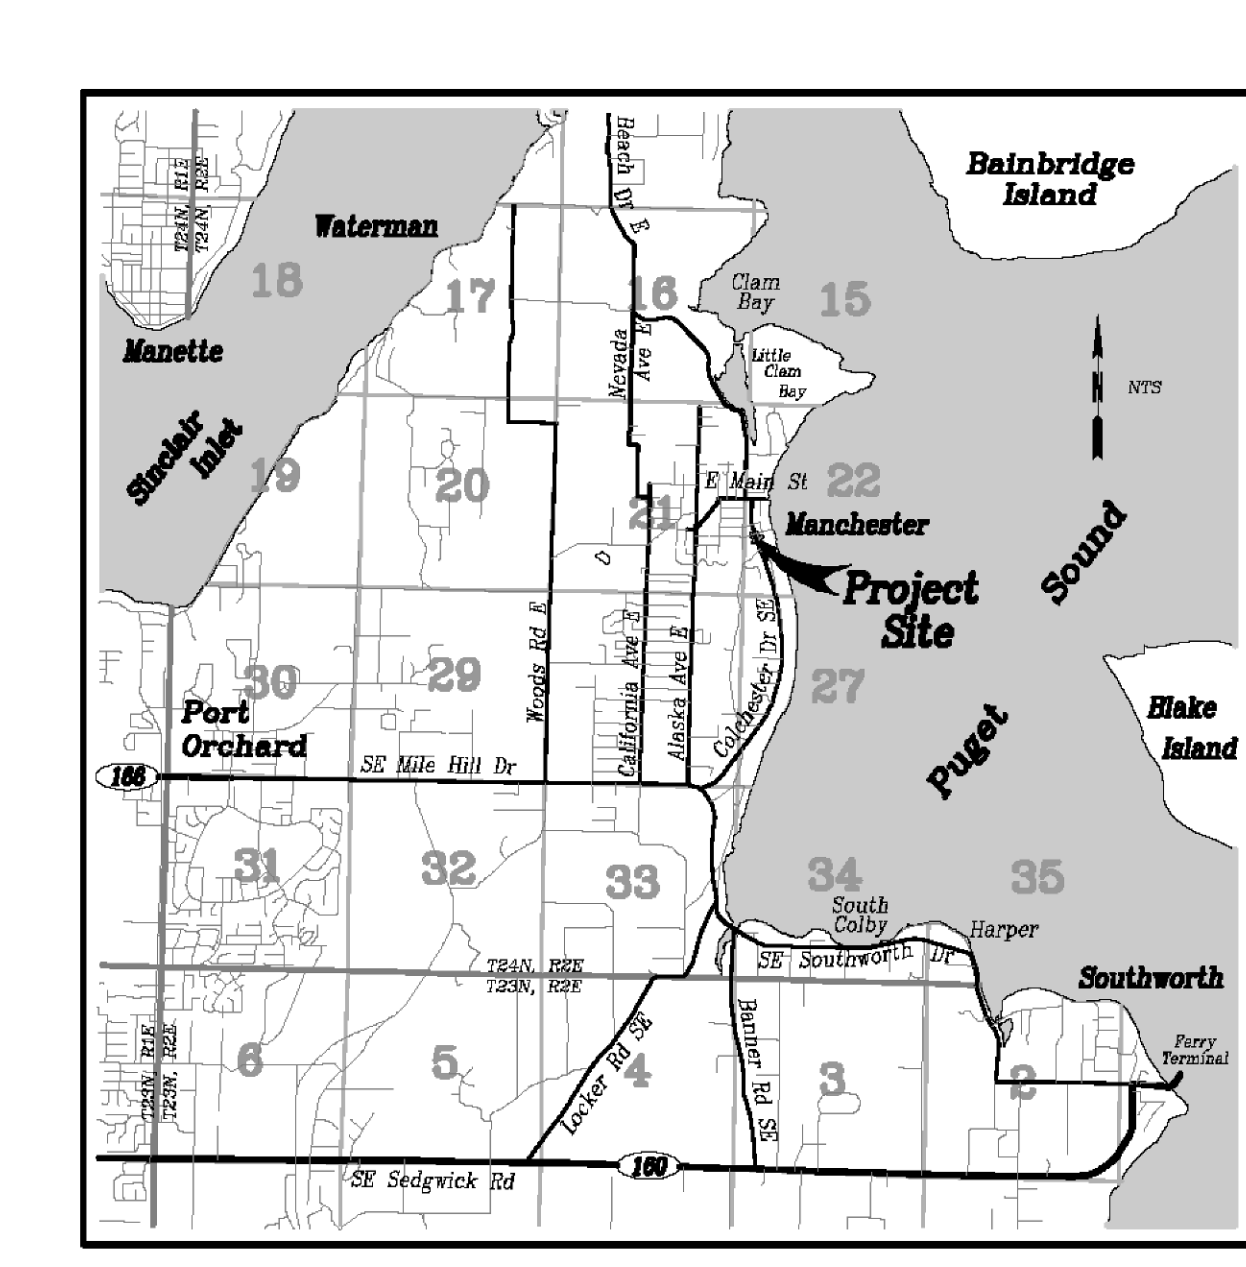 Beach Dr E
Bainbridge
Island
T24N, R1E
T24N, R2E
Waterman
18
17
16
Clam
Bay
15
Manette
Nevada
Ave E
Little
Clam
Bay
N
NTS
Sinclair
Inlet
19
20
E Main St
22
21
Manchester
Project
Site
Puget Sound
Woods Rd E
California Ave E
Alaska Ave E
Colchester Dr SE
30
29
27
Port
Orchard
Blake
Island
166
SE Mile Hill Dr
31
32
33
34
35
South
Colby
Harper
SE Southworth Dr
T24N, R2E
T23N, R2E
Southworth
T23N, R1E
T23N, R2E
6
5
Locker Rd SE
4
Banner Rd SE
3
2
Ferry
Terminal
160
SE Sedgwick Rd